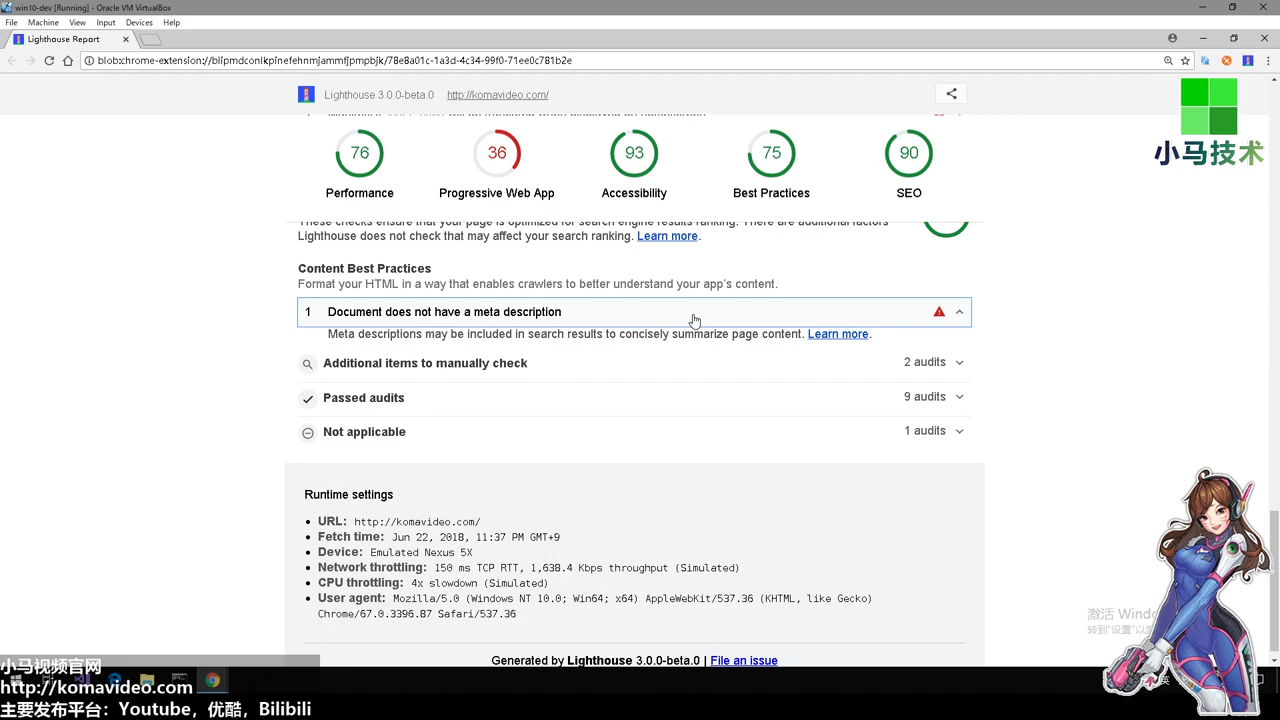 win10-dev [Running] - Oracle VM VirtualBox
File Machine View Input Devices Help
Lighthouse Report
blob:chrome-extension://blipmdconlkpinefehnmjammfjpmpbjk/78e8a01c-1a3d-4c34-99f0-71ee0c781b2e
Lighthouse 3.0.0-beta.0 http://komavideo.com/
小马技术
76 36 93 75 90
Performance Progressive Web App Accessibility Best Practices SEO
These checks ensure that your page is optimized for search engine results ranking. There are additional factors
Lighthouse does not check that may affect your search ranking. Learn more.
Content Best Practices
Format your HTML in a way that enables crawlers to better understand your app's content.
1 Document does not have a meta description
Meta descriptions may be included in search results to concisely summarize page content. Learn more.
Additional items to manually check 2 audits
Passed audits 9 audits
Not applicable 1 audits
Runtime settings
URL: http://komavideo.com/
Fetch time: Jun 22, 2018, 11:37 PM GMT+9
Device: Emulated Nexus 5X
Network throttling: 150 ms TCP RTT, 1,638.4 Kbps throughput (Simulated)
CPU throttling: 4x slowdown (Simulated)
User agent: Mozilla/5.0 (Windows NT 10.0; Win64; x64) AppleWebKit/537.36 (KHTML, like Gecko)
Chrome/67.0.3396.87 Safari/537.36
激活
转到"设置"以
Generated by Lighthouse 3.0.0-beta.0 | File an issue
小马视频官网
http://komavideo.com
英
主要发布平台：Youtube，优酷，Bilibili